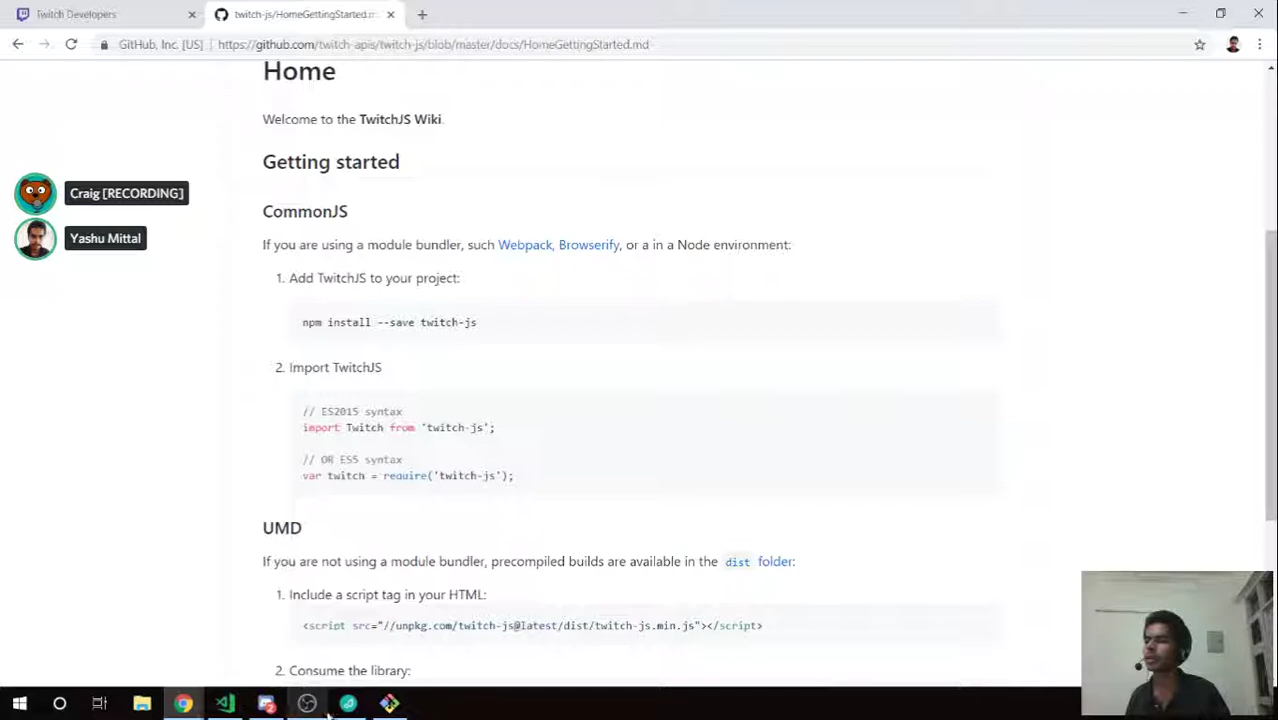 Twitch Developers
twitch-js/HomeGettingStarted.m
GitHub, Inc. [US]
https://github.com/twitch-apis/twitch-js/blob/master/docs/HomeGettingStarted.md
Home
Welcome to the TwitchJS Wiki.
Getting started
Craig [RECORDING]
Yashu Mittal
CommonJS
If you are using a module bundler, such Webpack, Browserify, or a in a Node environment:
1. Add TwitchJS to your project:
npm install --save twitch-js
2. Import TwitchJS
// ES2015 syntax
import Twitch from 'twitch-js';
// OR ES5 syntax
var twitch = require('twitch-js');
UMD
If you are not using a module bundler, precompiled builds are available in the dist folder:
1. Include a script tag in your HTML:
<script src="//unpkg.com/twitch-js@latest/dist/twitch-js.min.js"></script>
2. Consume the library:
2